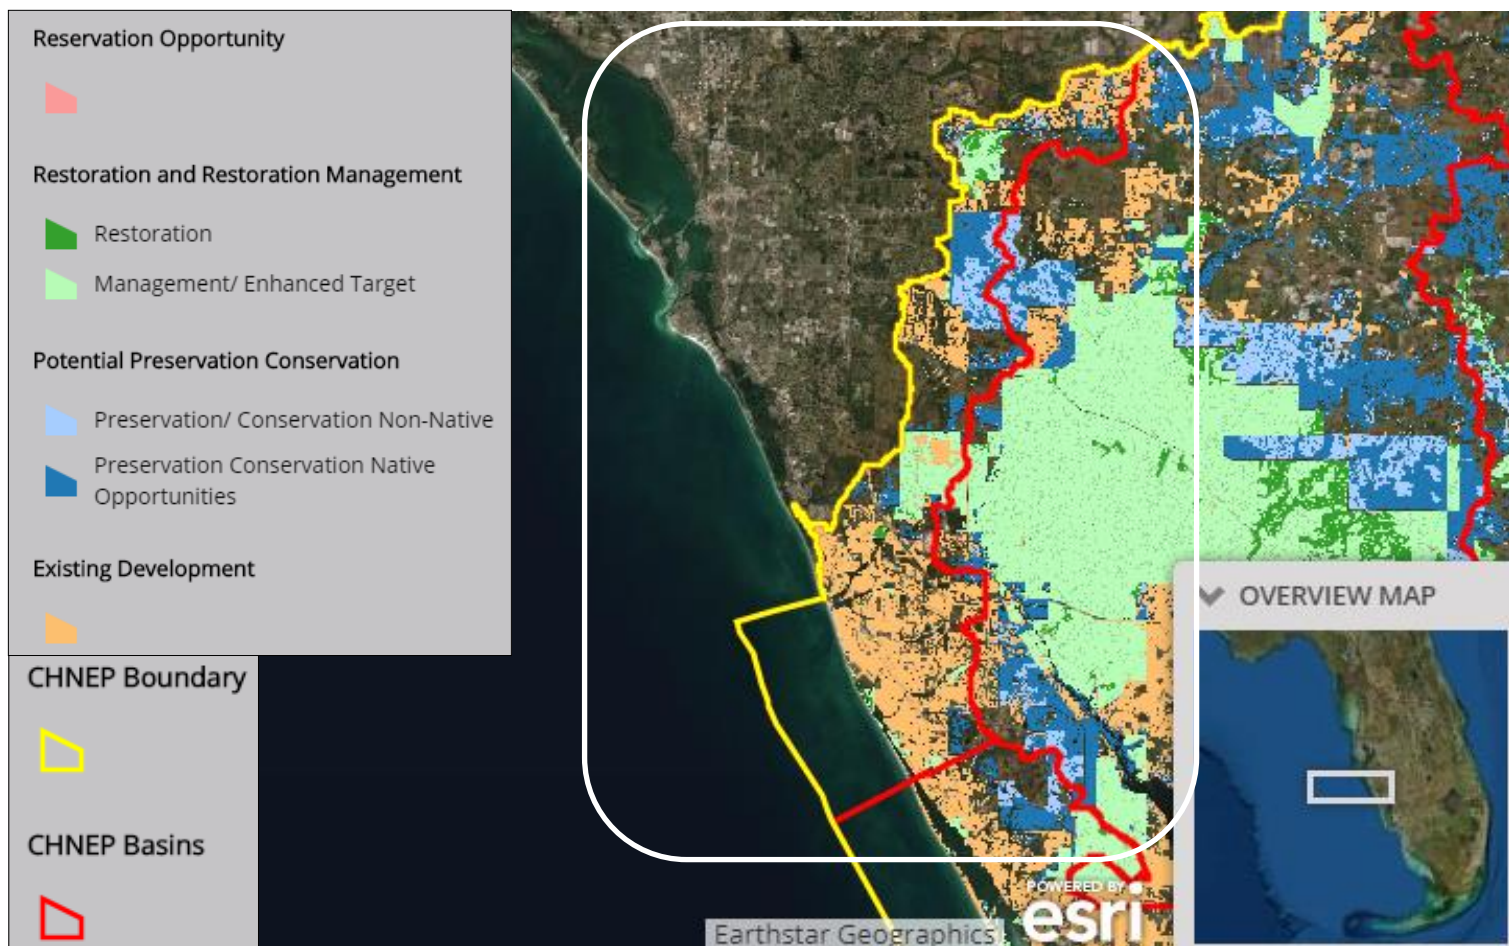 Reservation Opportunity
Restoration and Restoration Management
Restoration
Management/ Enhanced Target
Potential Preservation Conservation
Preservation/ Conservation Non-Native
Preservation Conservation Native
Opportunities
Existing Development
CHNEP Boundary
CHNEP Basins
OVERVIEW MAP
POWERED BY
esri
Earthstar Geographics